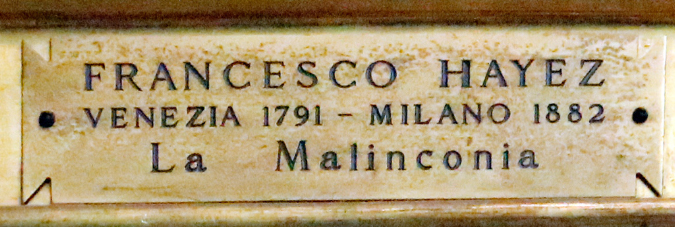 FRANCESCO HAYEZ
VENEZIA 1791 - MILANO 1882
La Malinconia